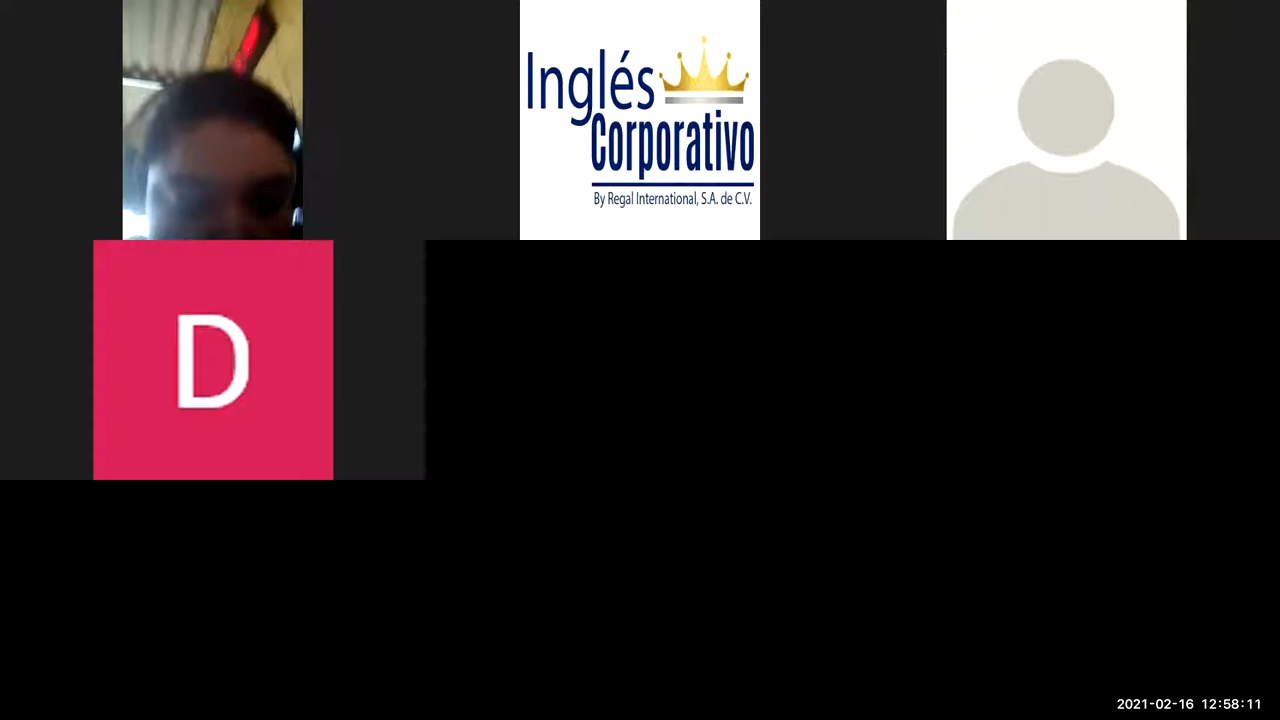 Inglés
Corporativo
By Regal International, S.A. de C.V.
D
2021-02-16 12:58:11